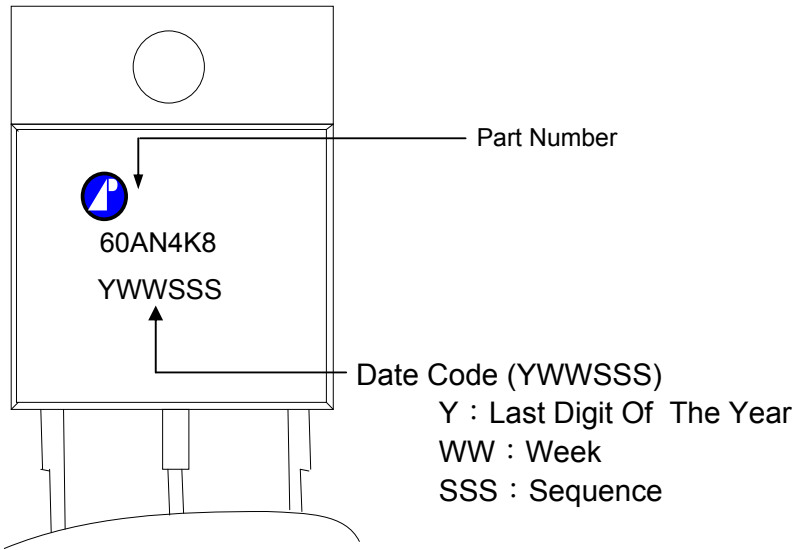 Part Number
60AN4K8
YWWSSS
Date Code (YWWSSS)
Y：Last Digit Of The Year
WW：Week
SSS：Sequence